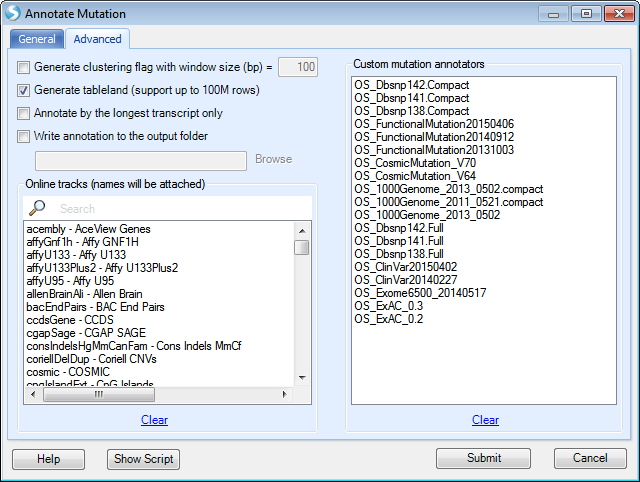 Annotate Mutation
General Advanced
Generate clustering flag with window size (bp) = 100
Generate tableland (support up to 100M rows)
Annotate by the longest transcript only
Write annotation to the output folder
Browse
Online tracks (names will be attached)
Search
acembly - AceView Genes
affyGnf1h - Affy GNF1H
affyU133 - Affy U133
affyU133Plus2 - Affy U133Plus2
affyU95 - Affy U95
allenBrainAli - Allen Brain
bacEndPairs - BAC End Pairs
ccdsGene - CCDS
cgapSage - CGAP SAGE
consIndelsHgMmCanFam - Cons Indels MmCf
coriellDelDup - Coriell CNVs
cosmic - COSMIC
cpgIslandExt - CpG Islands
Clear
Custom mutation annotators
OS_Dbsnp142.Compact
OS_Dbsnp141.Compact
OS_Dbsnp138.Compact
OS_FunctionalMutation20150406
OS_FunctionalMutation20140912
OS_FunctionalMutation20131003
OS_CosmicMutation_V70
OS_CosmicMutation_V64
OS_1000Genome_2013_0502.compact
OS_1000Genome_2011_0521.compact
OS_1000Genome_2013_0502
OS_Dbsnp142.Full
OS_Dbsnp141.Full
OS_Dbsnp138.Full
OS_ClinVar20150402
OS_ClinVar20140227
OS_Exome6500_20140517
OS_ExAC_0.3
OS_ExAC_0.2
Clear
Help Show Script Submit Cancel